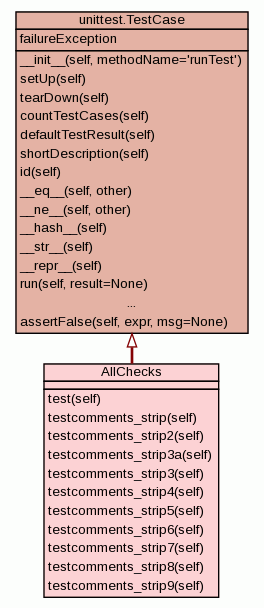 unittest.TestCase
failureException
__init__(self, methodName='runTest')
setUp(self)
tearDown(self)
countTestCases(self)
defaultTestResult(self)
shortDescription(self)
id(self)
__eq__(self, other)
__ne__(self, other)
__hash__(self)
__str__(self)
__repr__(self)
run(self, result=None)
...
assertFalse(self, expr, msg=None)
AllChecks
test(self)
testcomments_strip(self)
testcomments_strip2(self)
testcomments_strip3a(self)
testcomments_strip3(self)
testcomments_strip4(self)
testcomments_strip5(self)
testcomments_strip6(self)
testcomments_strip7(self)
testcomments_strip8(self)
testcomments_strip9(self)